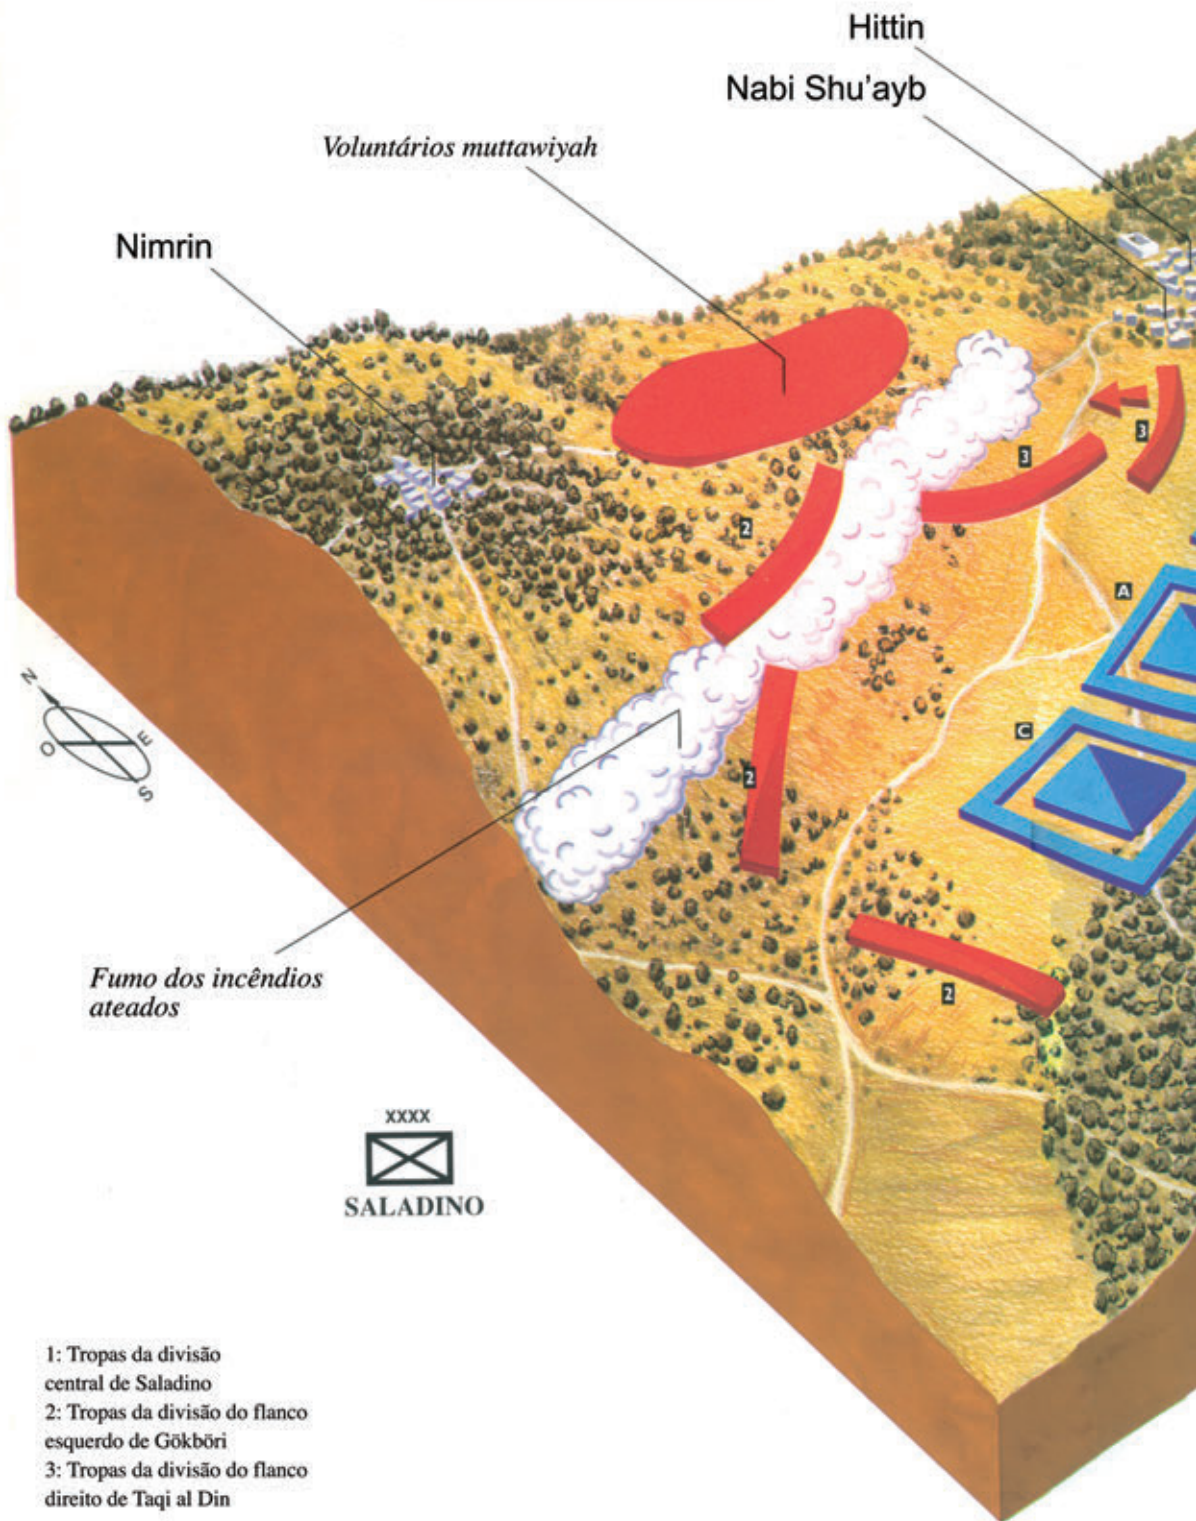 Hittin
Nabi Shu'ayb
Voluntários muttawiyah
Nimrin
3
3
2
A
N
O
E
S
C
2
Fumo dos incêndios
ateados
2
XXXX
SALADINO
1: Tropas da divisão
central de Saladino
2: Tropas da divisão do flanco
esquerdo de Gökböri
3: Tropas da divisão do flanco
direito de Taqi al Din